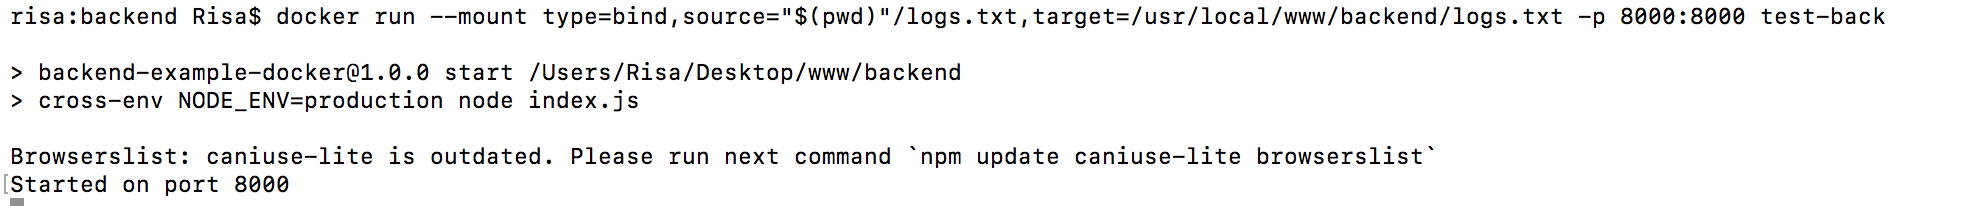 risa:backend Risa$ docker run --mount type=bind,source="$(pwd)"/logs.txt,target=/usr/local/www/backend/logs.txt -p 8000:8000 test-back
> backend-example-docker@1.0.0 start /Users/Risa/Desktop/www/backend
> cross-env NODE_ENV=production node index.js
Browserslist: caniuse-lite is outdated. Please run next command `npm update caniuse-lite browserslist`
[Started on port 8000